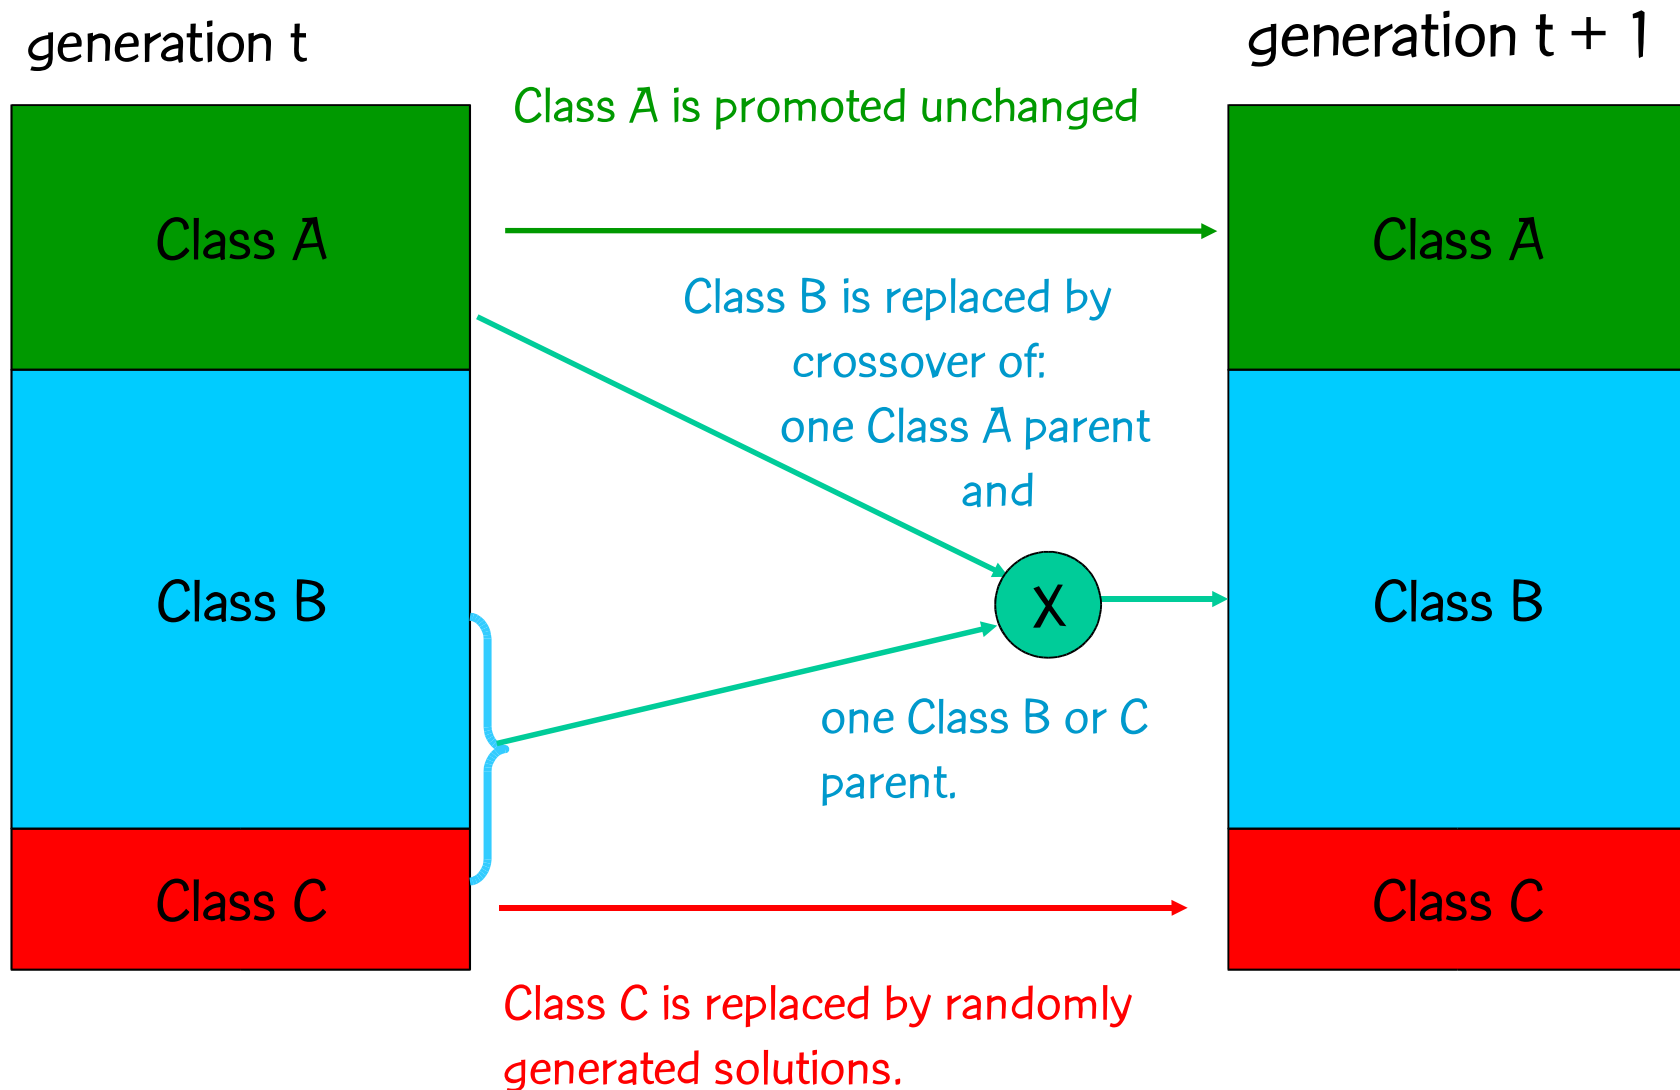 generation t
generation t + 1
Class A is promoted unchanged
Class A
Class A
Class B is replaced by
crossover of:
one Class A parent
and
Class B
X
Class B
one Class B or C
parent.
Class C
Class C
Class C is replaced by randomly
generated solutions.